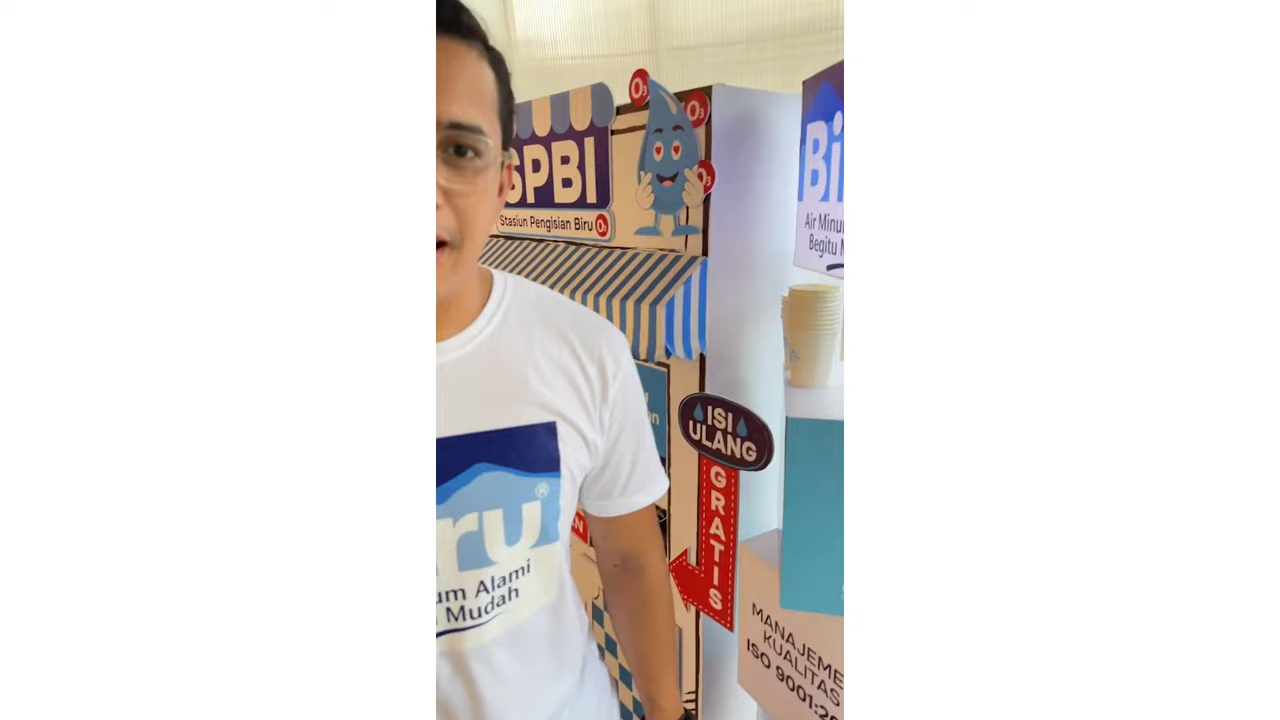 SPBI
Stasiun Pengisian Biru O3
O3
O3
O3
Bi
Air Minu
Begitu M
ISI
ULANG
GRATIS
ru®
um Alami
Mudah
MANAJEME
KUALITAS
ISO 9001:20